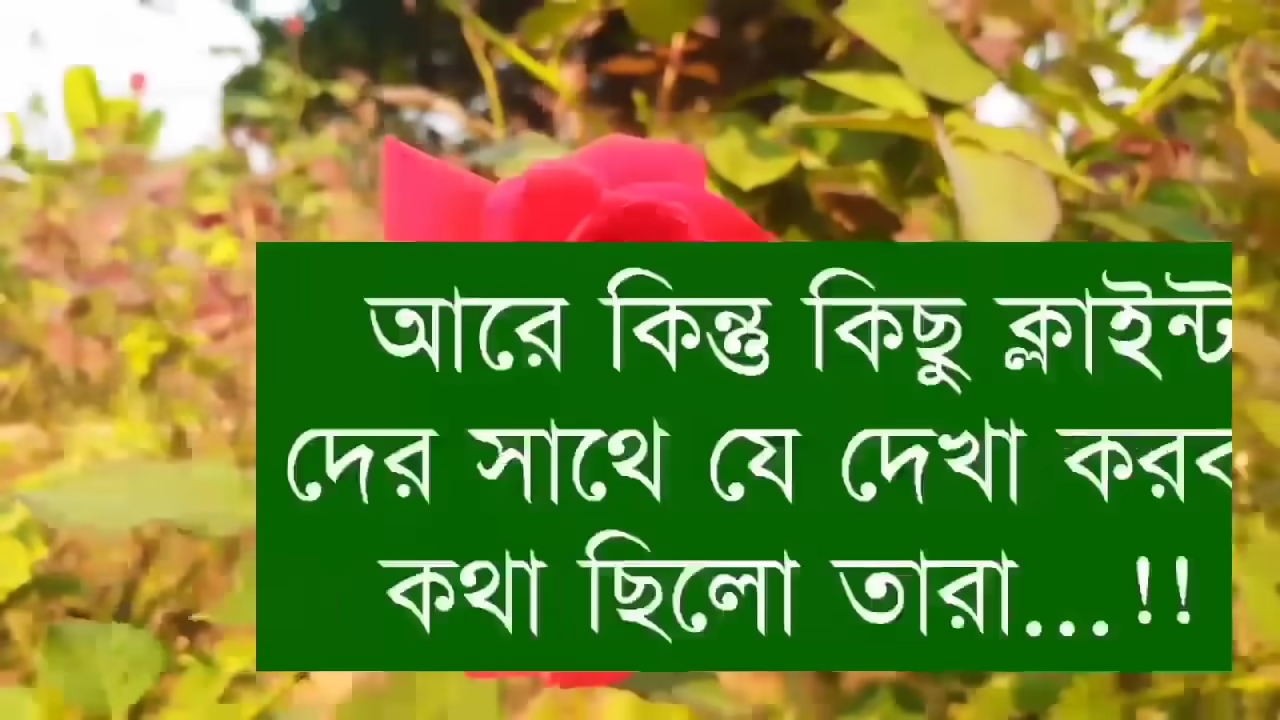 আরে কিন্তু কিছু ক্লাইন্ট
দের সাথে যে দেখা করব
কথা ছিলো তারা...!!